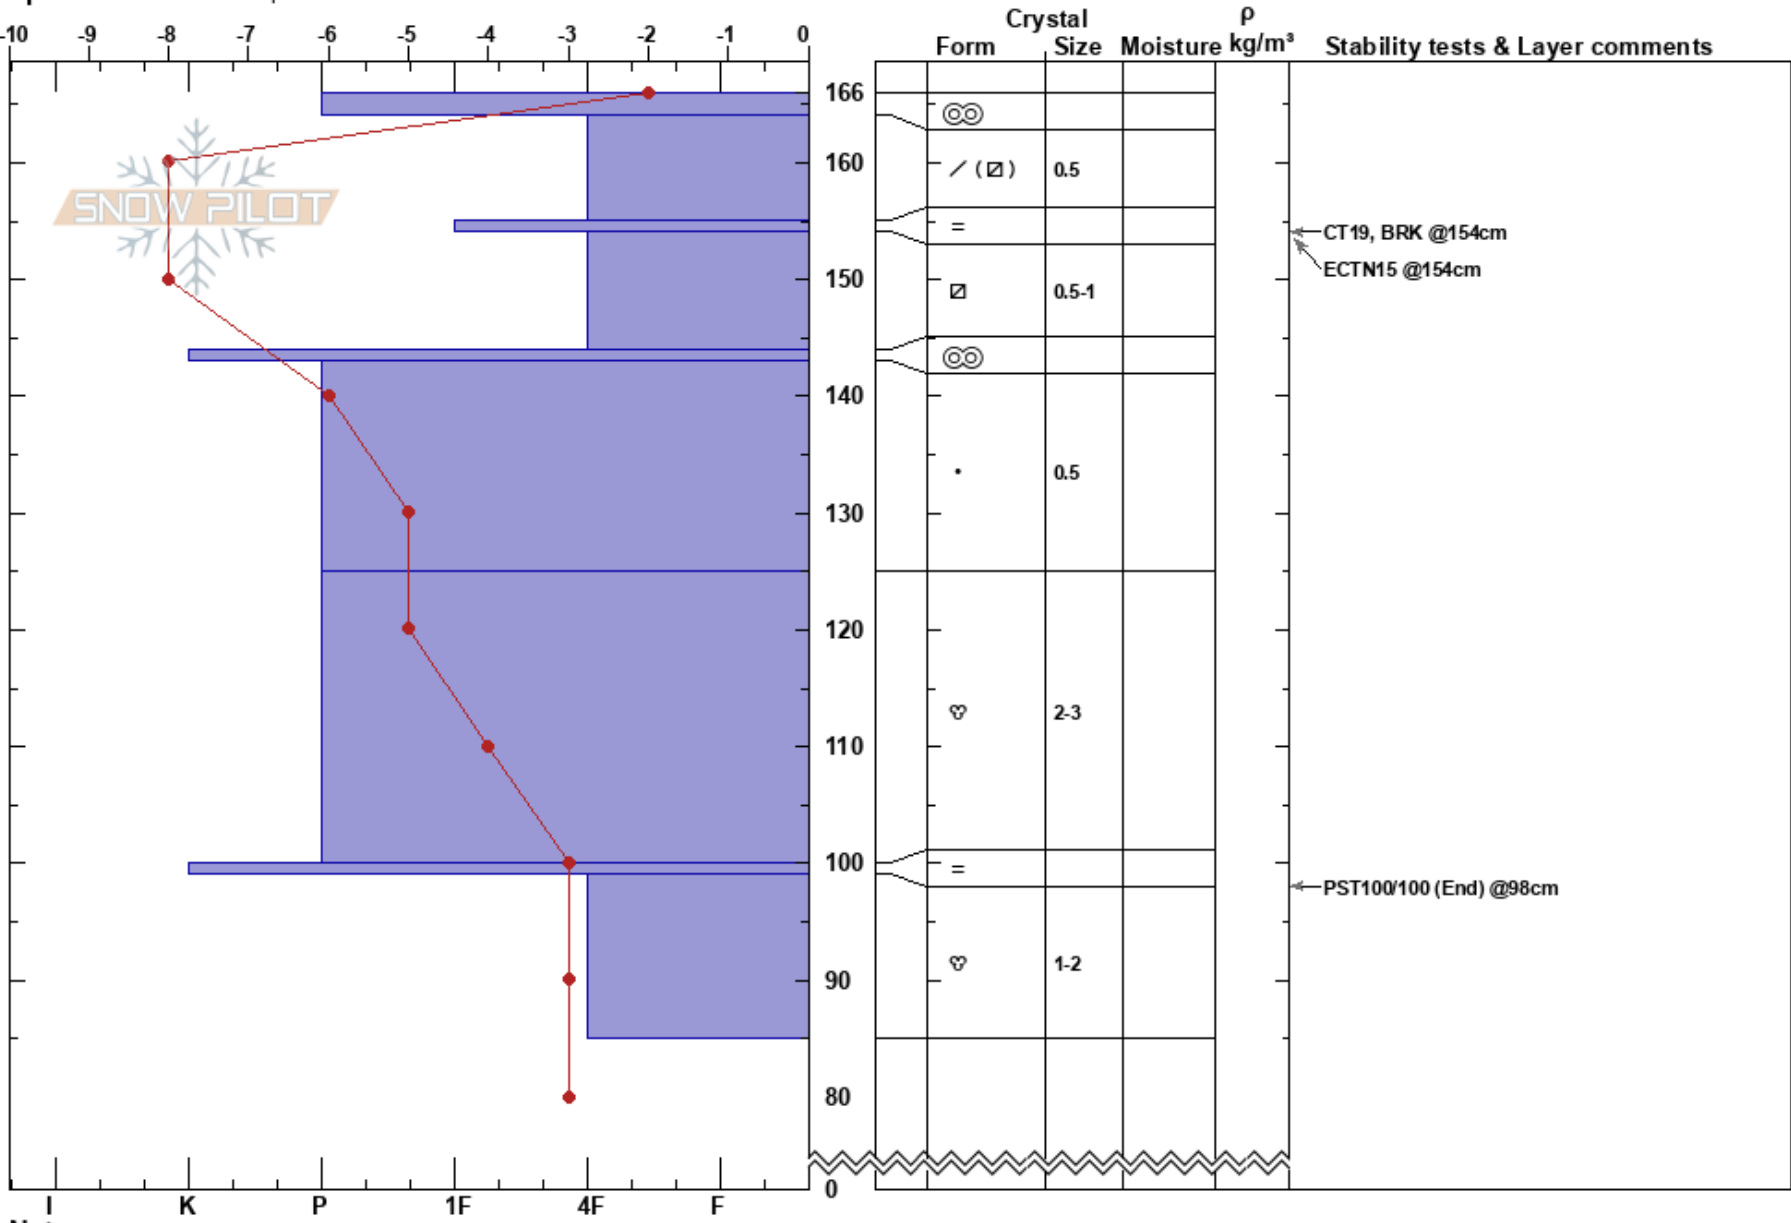 -10 -9 -8 -7 -6 -5 -4 -3 -2 -1 0
Crystal ρ
Form Size Moisture kg/m³ Stability tests & Layer comments
166
160 / ( ) 0.5
SNOW PILOT
= CT19, BRK @154cm
ECTN15 @154cm
150 0.5-1
140
0.5
130
120
2-3
110
100
=
PST100/100 (End) @98cm
1-2
90
80
0
I K P 1F 4F F